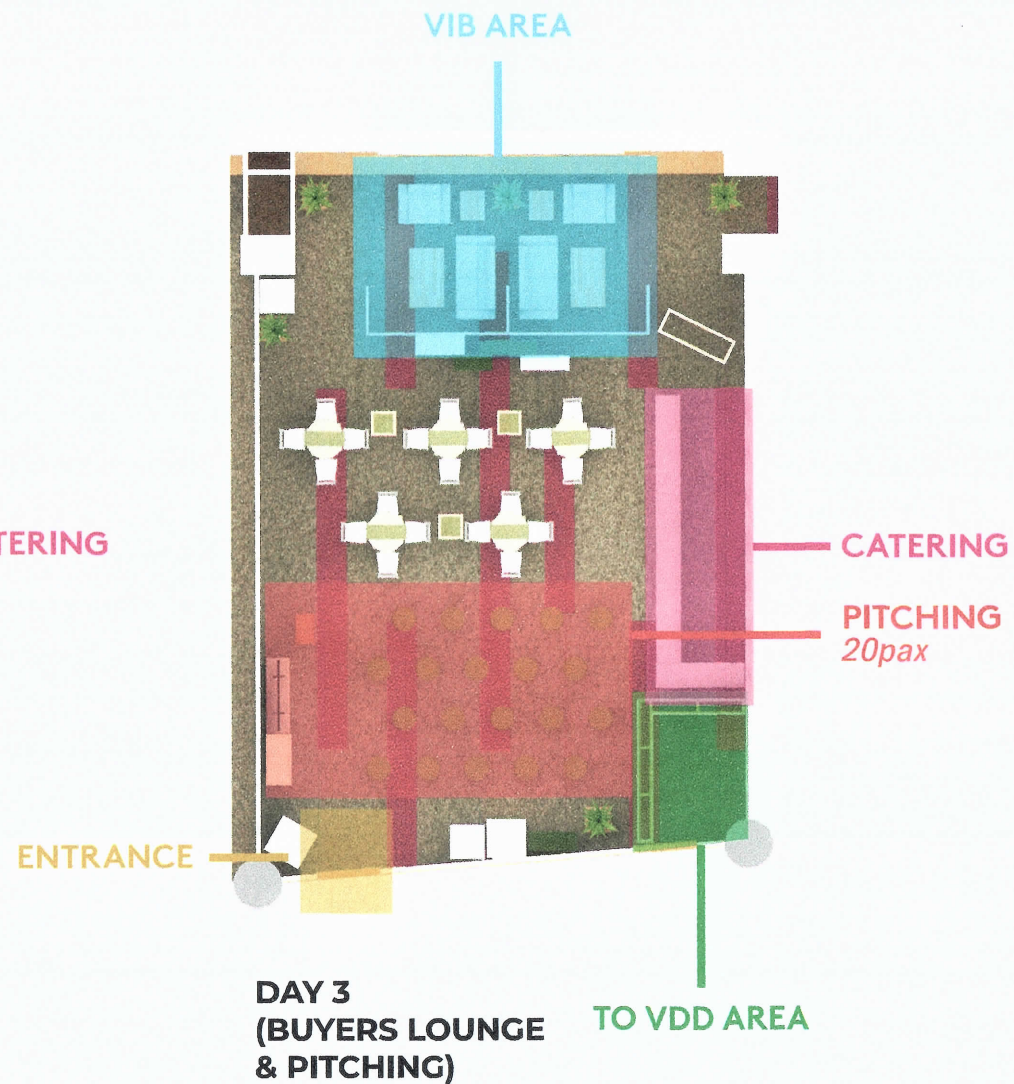 VIB AREA
TERING
CATERING
PITCHING
20pax
ENTRANCE
DAY 3
(BUYERS LOUNGE
& PITCHING)
TO VDD AREA